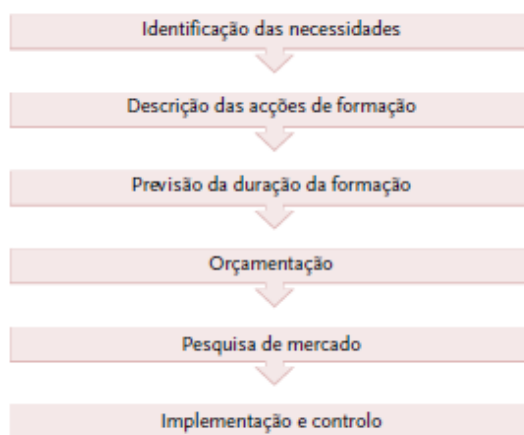 Identificação das necessidades
Descrição das acções de formação
Previsão da duração da formação
Orçamentação
Pesquisa de mercado
Implementação e controlo